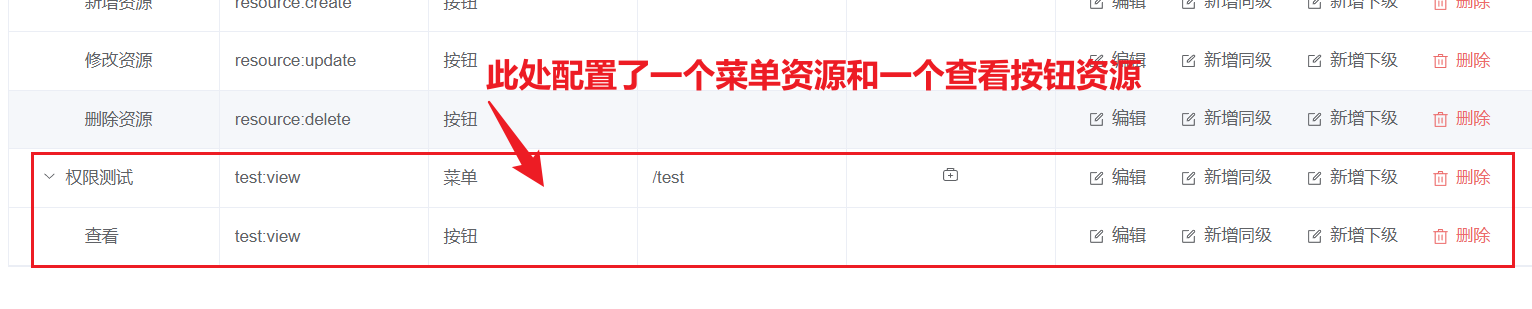 新增资源 resource:create 按钮 编辑 新增同级 新增下级 删除
修改资源 resource:update 按钮 编辑 新增同级 新增下级 删除
此处配置了一个菜单资源和一个查看按钮资源
删除资源 resource:delete 按钮 编辑 新增同级 新增下级 删除
权限测试 test:view 菜单 /test 编辑 新增同级 新增下级 删除
查看 test:view 按钮 编辑 新增同级 新增下级 删除